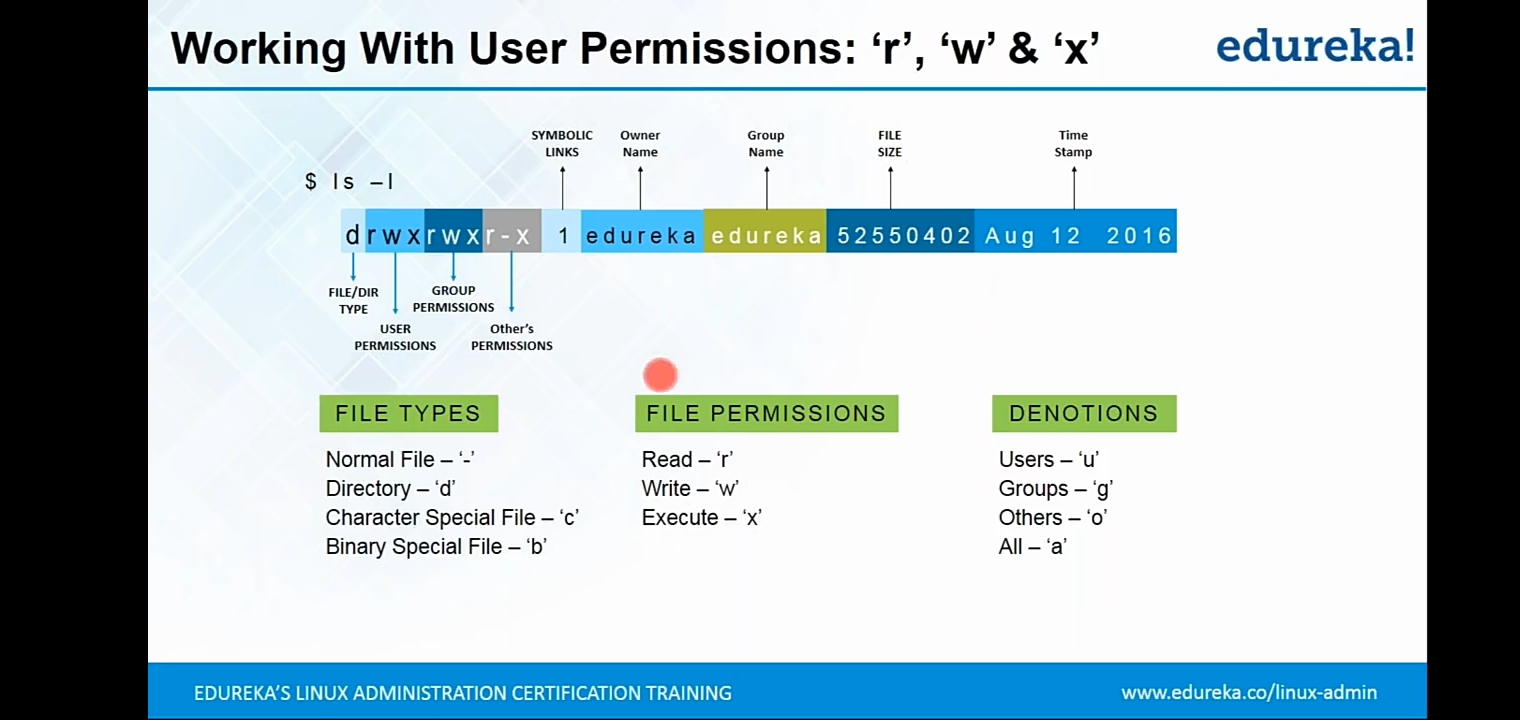 Working With User Permissions: ‘r’, ‘w’ & ‘x’
edureka!
SYMBOLIC
LINKS
Owner
Name
Group
Name
FILE
SIZE
Time
Stamp
$ ls –l
drwxrwxr-x 1 edureka edureka 52550402 Aug 12 2016
FILE/DIR
TYPE
USER
PERMISSIONS
GROUP
PERMISSIONS
Other’s
PERMISSIONS
FILE TYPES
Normal File – ‘-’
Directory – ‘d’
Character Special File – ‘c’
Binary Special File – ‘b’
FILE PERMISSIONS
Read – ‘r’
Write – ‘w’
Execute – ‘x’
DENOTIONS
Users – ‘u’
Groups – ‘g’
Others – ‘o’
All – ‘a’
EDUREKA’S LINUX ADMINISTRATION CERTIFICATION TRAINING
www.edureka.co/linux-admin